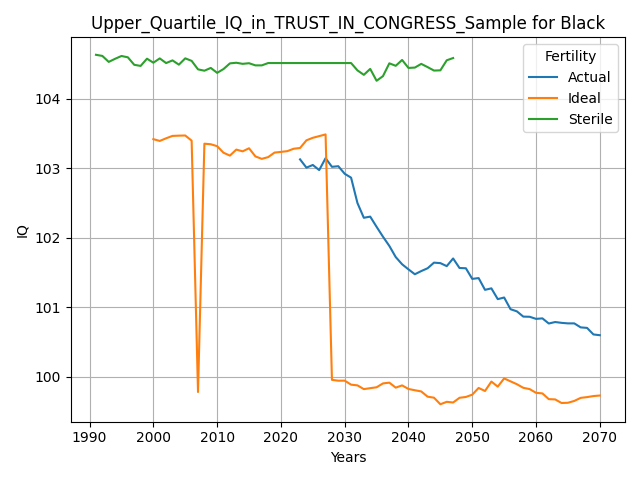 Upper_Quartile_IQ_in_TRUST_IN_CONGRESS_Sample for Black
Fertility
Actual
Ideal
Sterile
IQ
104
103
102
101
100
1990 2000 2010 2020 2030 2040 2050 2060 2070
Years